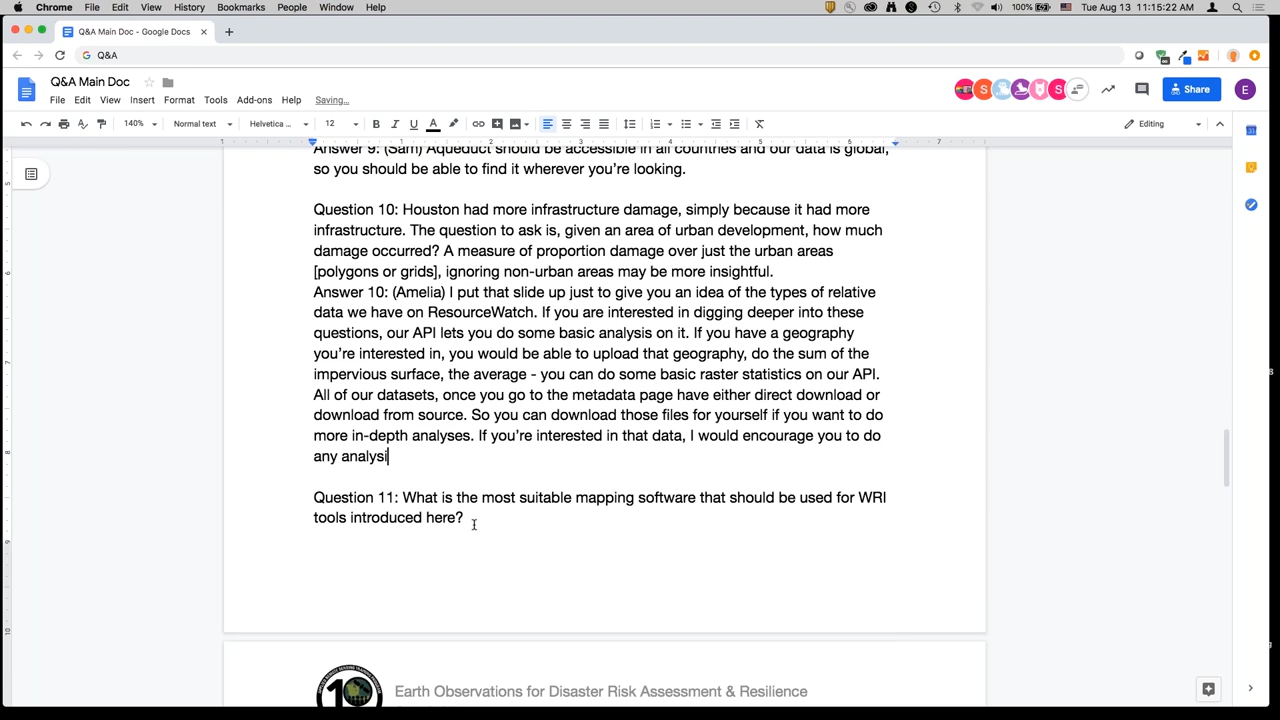 Chrome File Edit View History Bookmarks People Window Help 100% Tue Aug 13 11:15:22 AM
Q&A Main Doc - Google Docs
Q&A
Q&A Main Doc
File Edit View Insert Format Tools Add-ons Help Saving...
Share
E
S
S
140% Normal text Helvetica ... 12 B I U A Editing
1 1 2 3 4 5 6 7
Answer 9: (Sam) Aqueduct should be accessible in all countries and our data is global,
so you should be able to find it wherever you're looking.
Question 10: Houston had more infrastructure damage, simply because it had more
infrastructure. The question to ask is, given an area of urban development, how much
damage occurred? A measure of proportion damage over just the urban areas
[polygons or grids], ignoring non-urban areas may be more insightful.
Answer 10: (Amelia) I put that slide up just to give you an idea of the types of relative
data we have on ResourceWatch. If you are interested in digging deeper into these
questions, our API lets you do some basic analysis on it. If you have a geography
you're interested in, you would be able to upload that geography, do the sum of the
impervious surface, the average - you can do some basic raster statistics on our API.
All of our datasets, once you go to the metadata page have either direct download or
download from source. So you can download those files for yourself if you want to do
more in-depth analyses. If you're interested in that data, I would encourage you to do
any analysi
Question 11: What is the most suitable mapping software that should be used for WRI
tools introduced here?
10
Earth Observations for Disaster Risk Assessment & Resilience